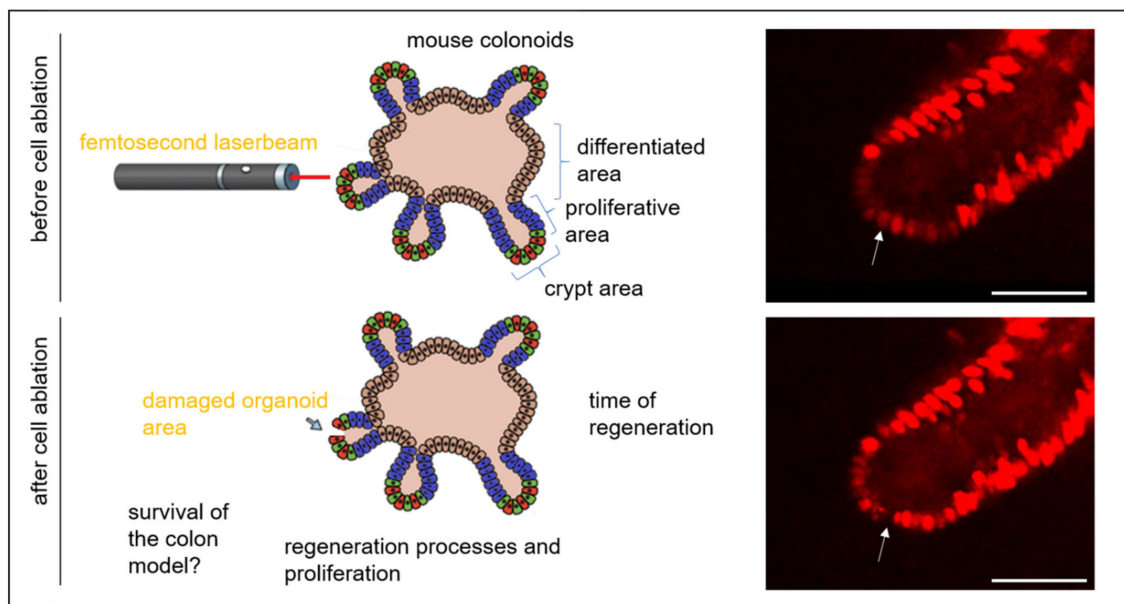 before cell ablation
mouse colonoids
femtosecond laserbeam
differentiated
area
proliferative
area
crypt area
after cell ablation
damaged organoid
area
time of
regeneration
survival of
the colon
model?
regeneration processes and
proliferation